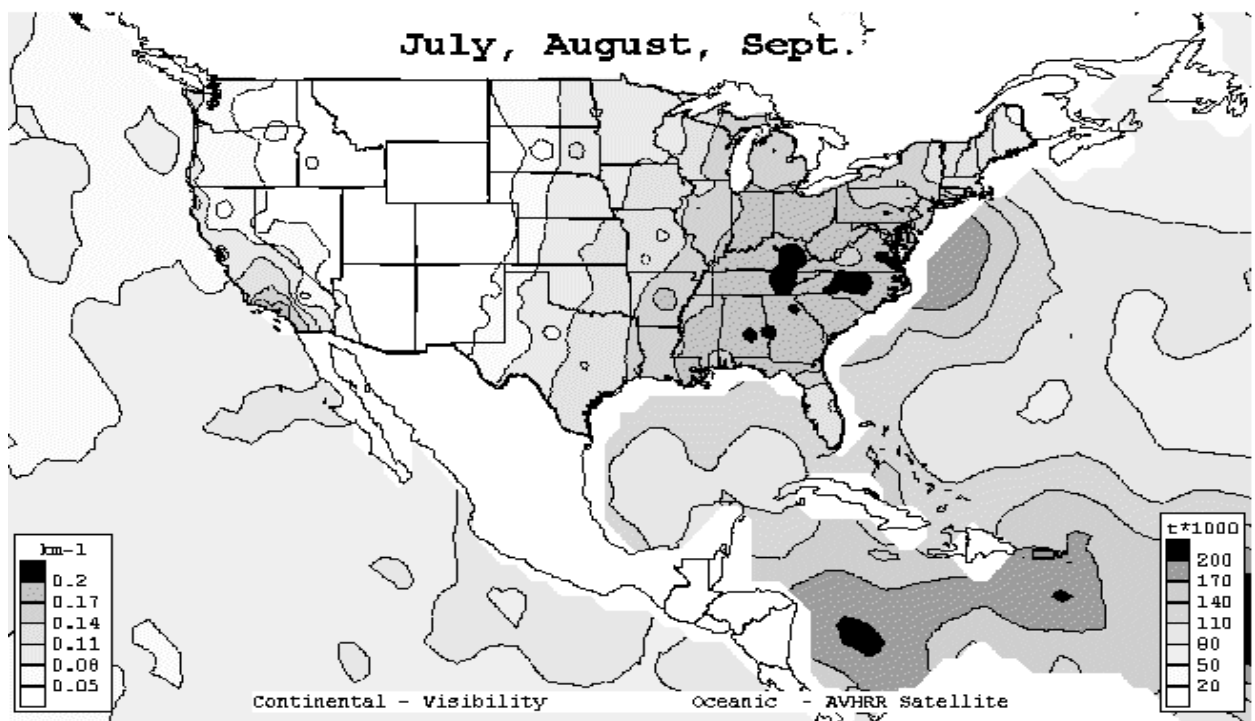 July, August, Sept.
km-1
0.2
0.17
0.14
0.11
0.08
0.05
t*1000
200
170
140
110
80
50
20
Continental - Visibility
Oceanic - AVHRR Satellite